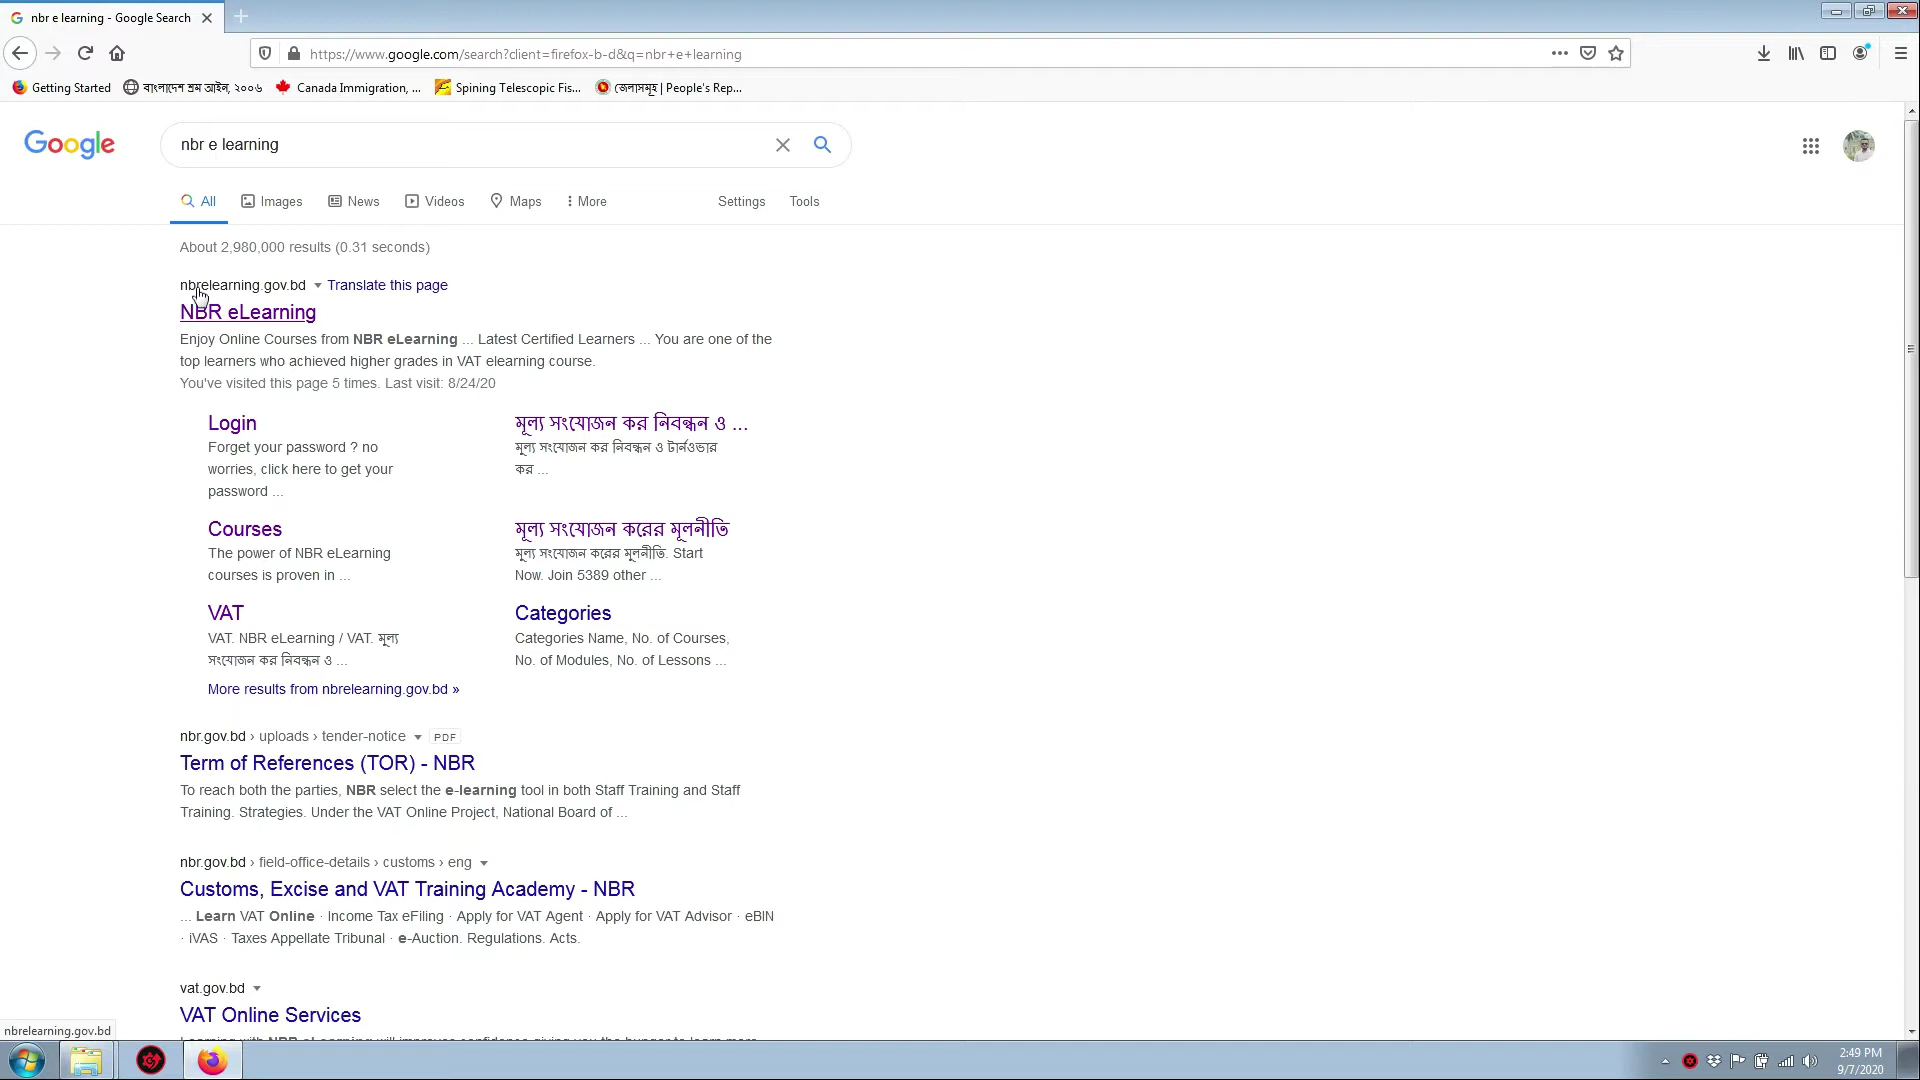 nbr e learning - Google Search
https://www.google.com/search?client=firefox-b-d&q=nbr+e+learning
Getting Started বাংলাদেশ শ্রম আইন, ২০০৬ Canada Immigration, ... Spining Telescopic Fis... জেলাসমূহ | People's Rep...
Google nbr e learning
All Images News Videos Maps More Settings Tools
About 2,980,000 results (0.31 seconds)
nbrelearning.gov.bd Translate this page
NBR eLearning
Enjoy Online Courses from NBR eLearning ... Latest Certified Learners ... You are one of the
top learners who achieved higher grades in VAT elearning course.
You've visited this page 5 times. Last visit: 8/24/20
Login
Forget your password ? no
worries, click here to get your
password ...
মূল্য সংযোজন কর নিবন্ধন ও ...
মূল্য সংযোজন কর নিবন্ধন ও টার্নওভার
কর ...
Courses
The power of NBR eLearning
courses is proven in ...
মূল্য সংযোজন করের মূলনীতি
মূল্য সংযোজন করের মূলনীতি. Start
Now. Join 5389 other ...
VAT
VAT. NBR eLearning / VAT. মূল্য
সংযোজন কর নিবন্ধন ও ...
Categories
Categories Name, No. of Courses,
No. of Modules, No. of Lessons ...
More results from nbrelearning.gov.bd »
nbr.gov.bd › uploads › tender-notice PDF
Term of References (TOR) - NBR
To reach both the parties, NBR select the e-learning tool in both Staff Training and Staff
Training. Strategies. Under the VAT Online Project, National Board of ...
nbr.gov.bd › field-office-details › customs › eng
Customs, Excise and VAT Training Academy - NBR
... Learn VAT Online · Income Tax eFiling · Apply for VAT Agent · Apply for VAT Advisor · eBIN
· iVAS · Taxes Appellate Tribunal · e-Auction. Regulations. Acts.
vat.gov.bd
VAT Online Services
nbrelearning.gov.bd
2:49 PM
9/7/2020